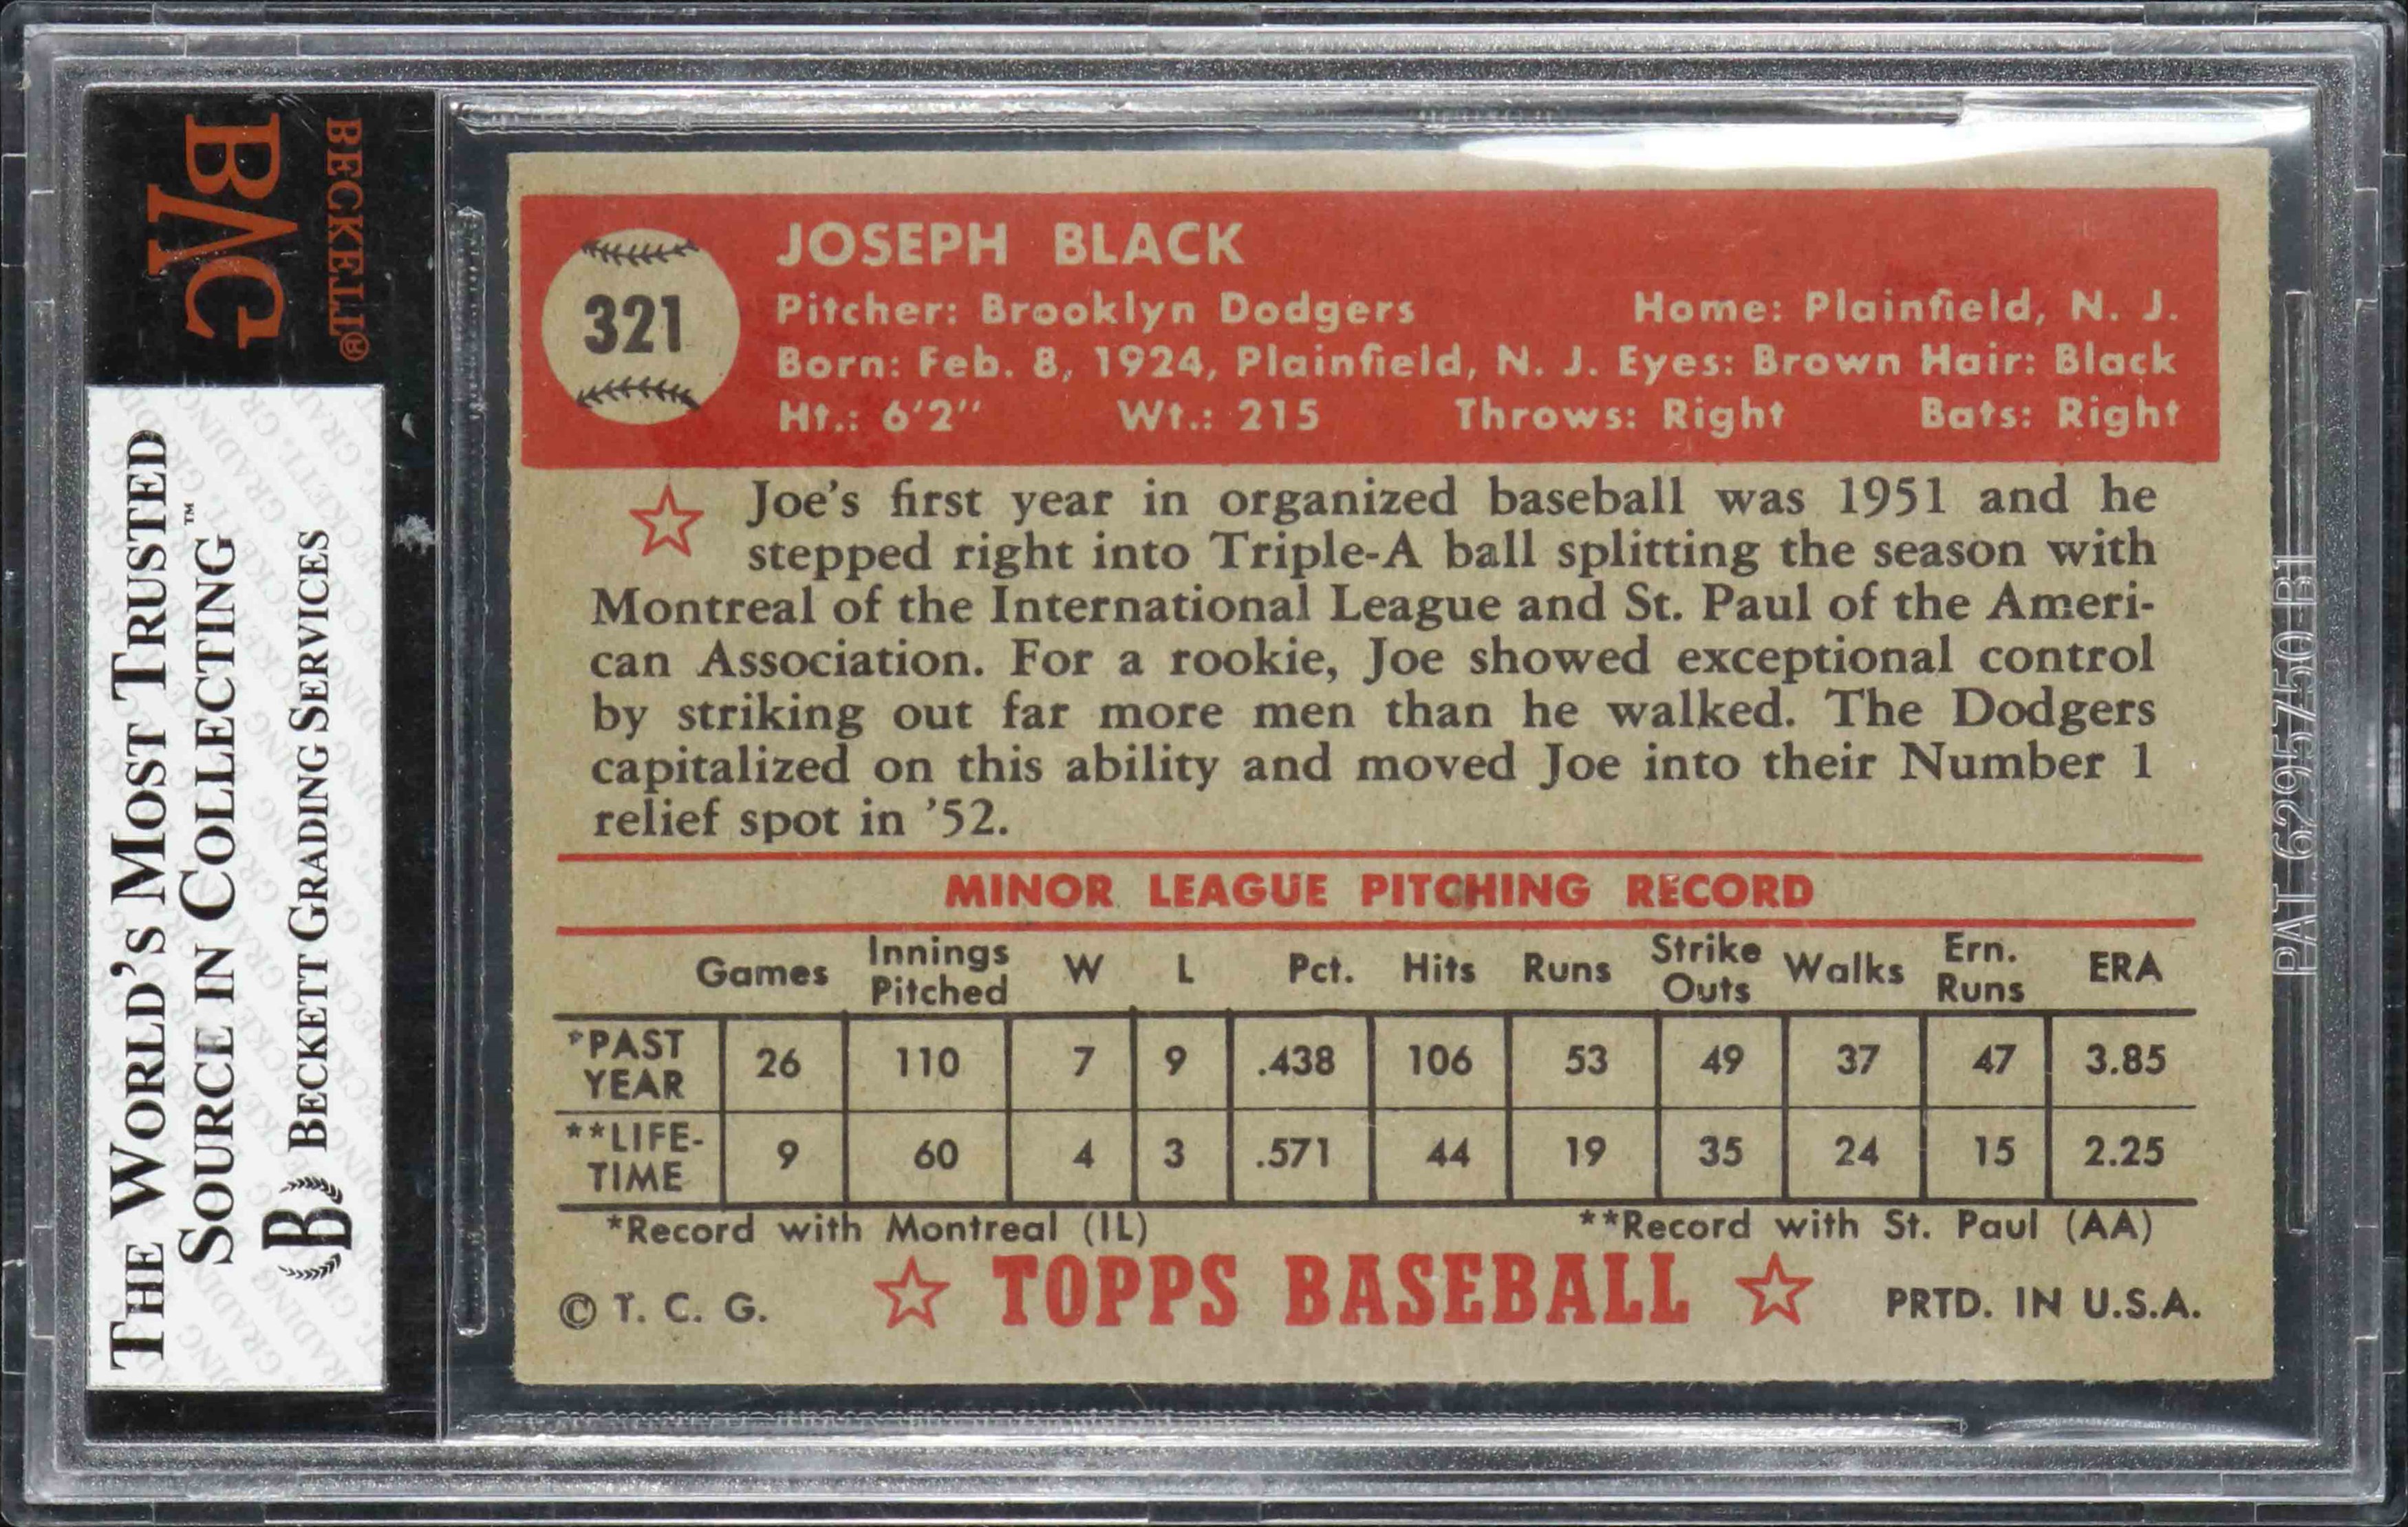 BECKETT®
BVG
THE WORLD'S MOST TRUSTED
SOURCE IN COLLECTING™
B BECKETT GRADING SERVICES
321
JOSEPH BLACK
Pitcher: Brooklyn Dodgers Home: Plainfield, N. J.
Born: Feb. 8, 1924, Plainfield, N. J. Eyes: Brown Hair: Black
Ht.: 6'2" Wt.: 215 Throws: Right Bats: Right
Joe's first year in organized baseball was 1951 and he
stepped right into Triple-A ball splitting the season with
Montreal of the International League and St. Paul of the Ameri-
can Association. For a rookie, Joe showed exceptional control
by striking out far more men than he walked. The Dodgers
capitalized on this ability and moved Joe into their Number 1
relief spot in '52.
MINOR LEAGUE PITCHING RECORD
Games Innings Pitched W L Pct. Hits Runs Strike Outs Walks Ern. Runs ERA
*PAST YEAR 26 110 7 9 .438 106 53 49 37 47 3.85
**LIFE-TIME 9 60 4 3 .571 44 19 35 24 15 2.25
*Record with Montreal (IL) **Record with St. Paul (AA)
© T. C. G. TOPPS BASEBALL PRTD. IN U.S.A.
PAT 6295750 B1